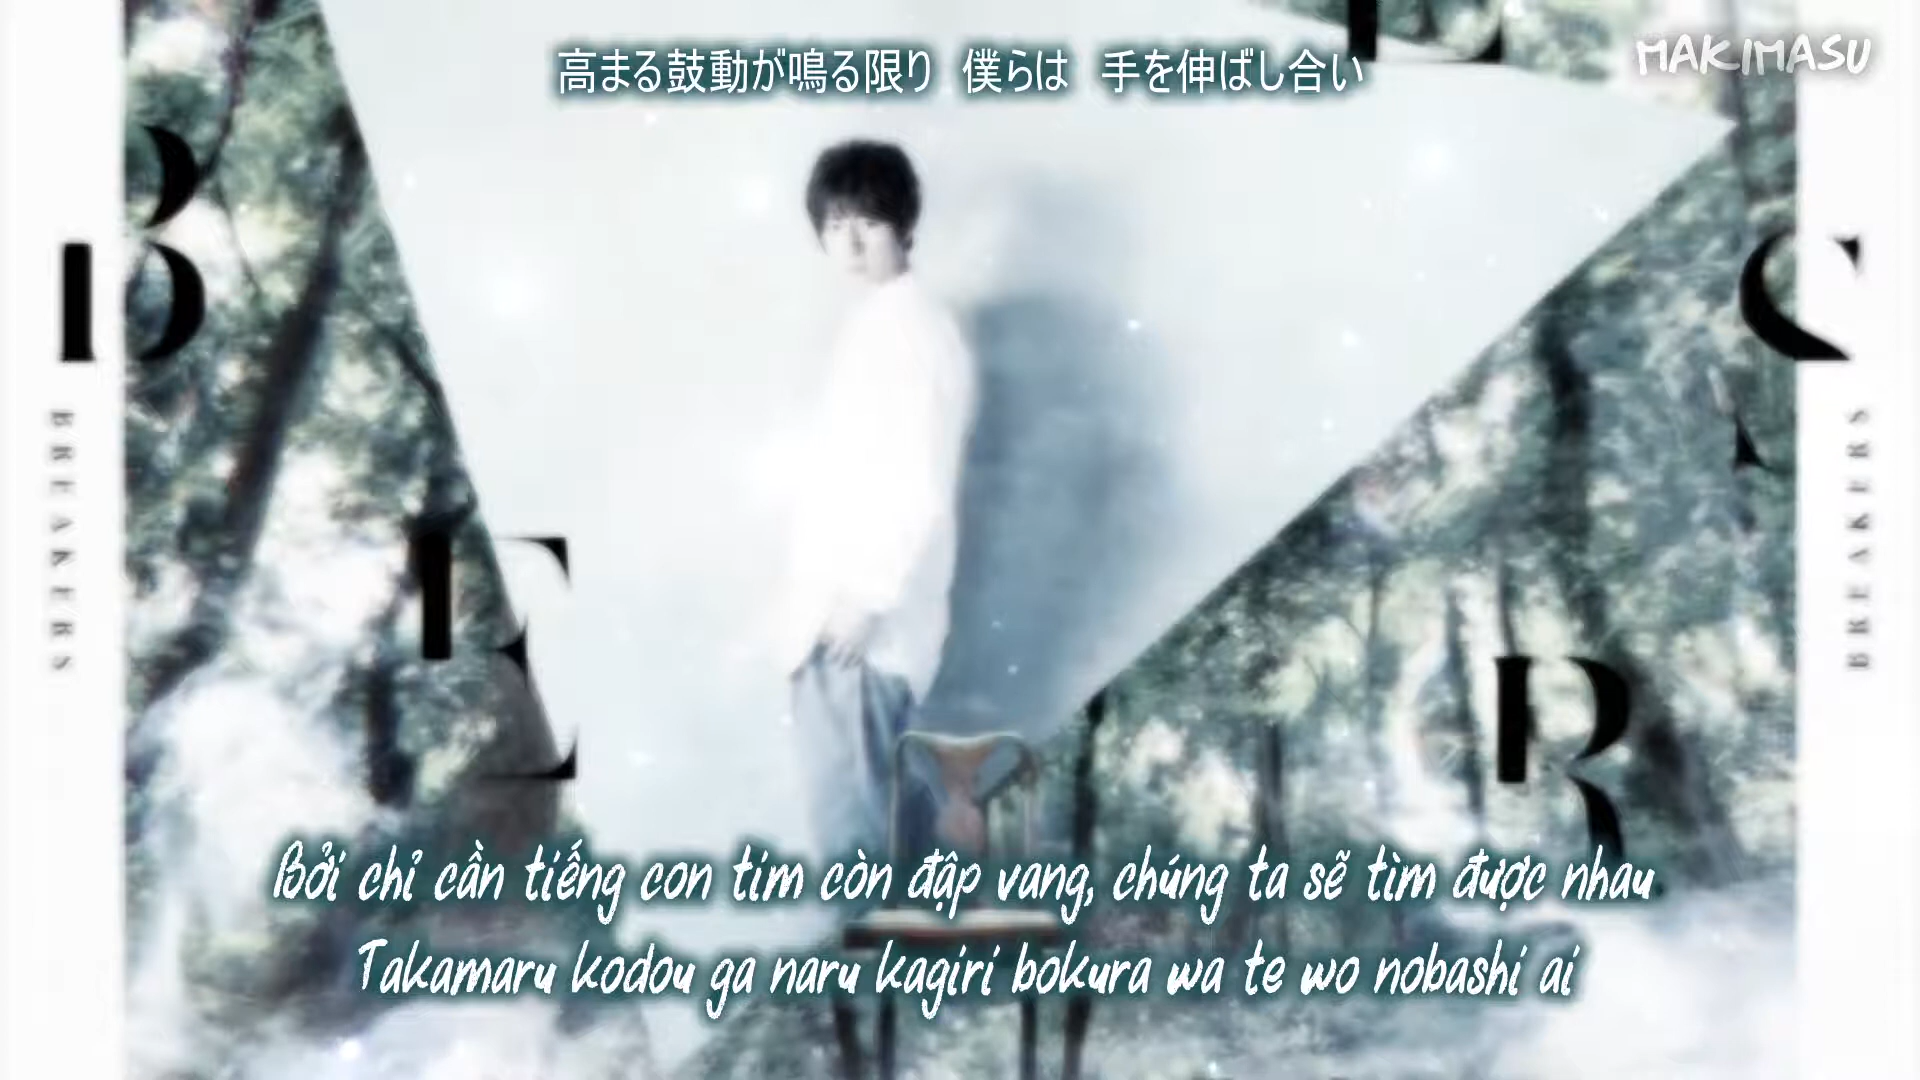 高まる鼓動が鳴る限り 僕らは 手を伸ばし合い
MAKIMASU
B
S
BREAKERS
BREAKERS
E
R
Bởi chỉ cần tiếng con tim còn đập vang, chúng ta sẽ tìm được nhau
Takamaru kodou ga naru kagiri bokura wa te wo nobashi ai